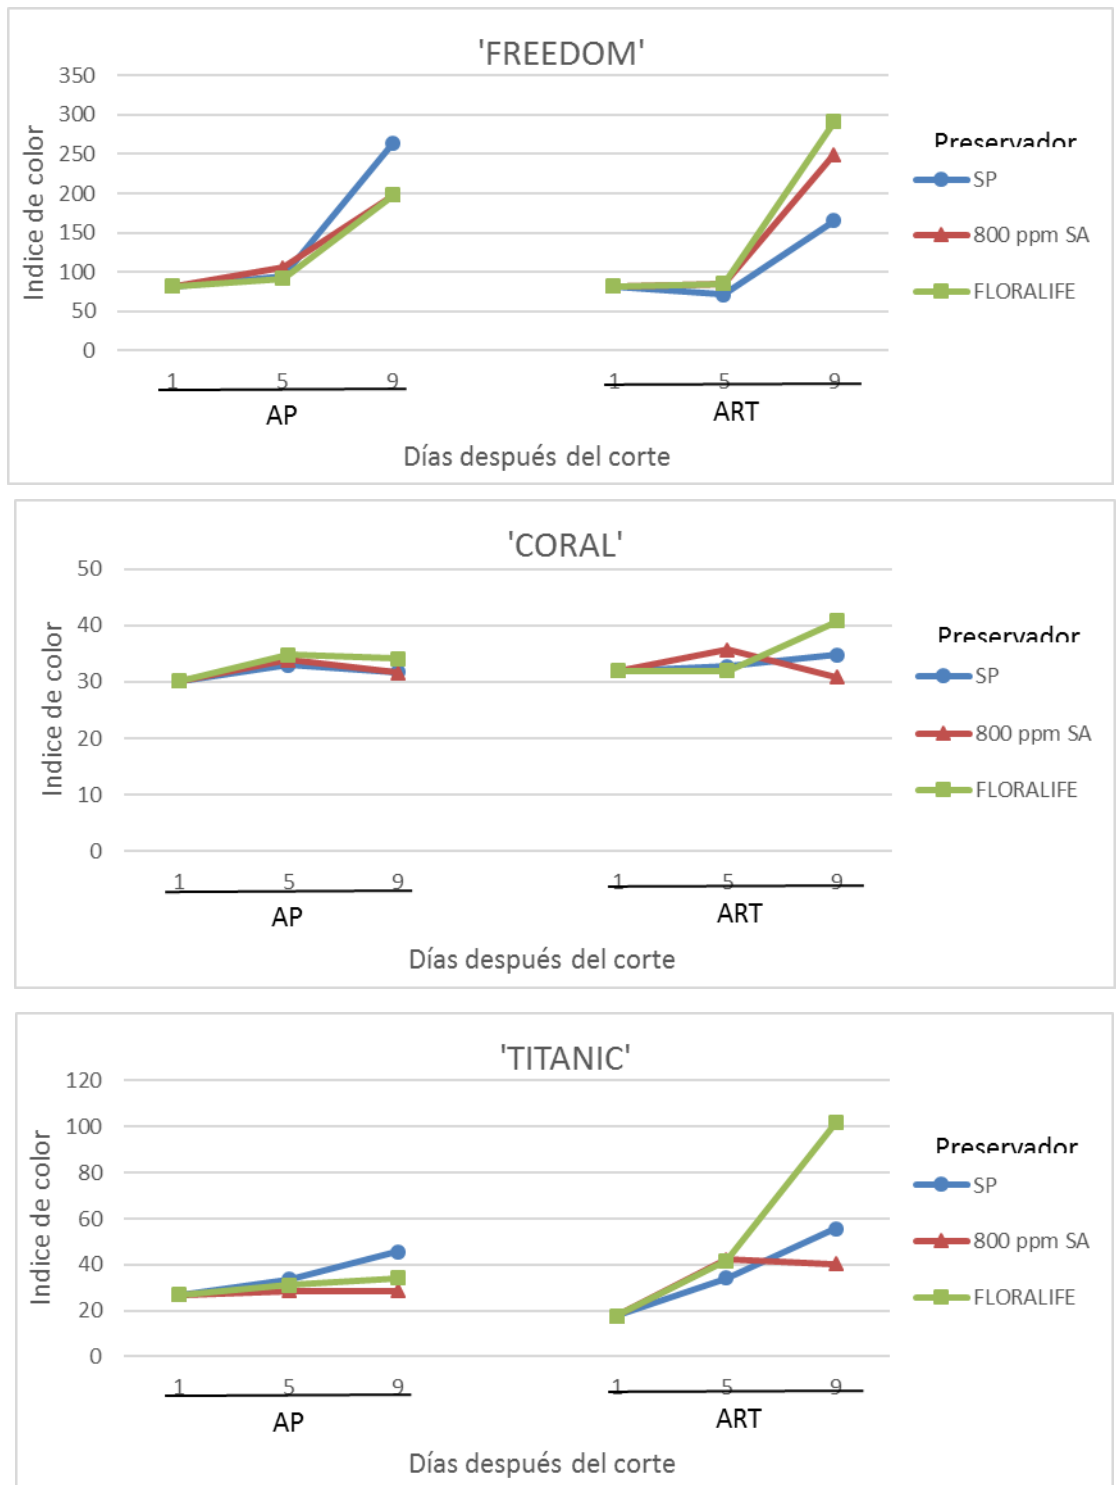 'FREEDOM'
350
300
250
200
150
100
50
0
Indice de color
1 5 9 1 5 9
AP ART
Días después del corte
Preservador
SP
800 ppm SA
FLORALIFE
'CORAL'
50
40
30
20
10
0
Indice de color
1 5 9 1 5 9
AP ART
Días después del corte
Preservador
SP
800 ppm SA
FLORALIFE
'TITANIC'
120
100
80
60
40
20
0
Indice de color
1 5 9 1 5 9
AP ART
Días después del corte
Preservador
SP
800 ppm SA
FLORALIFE